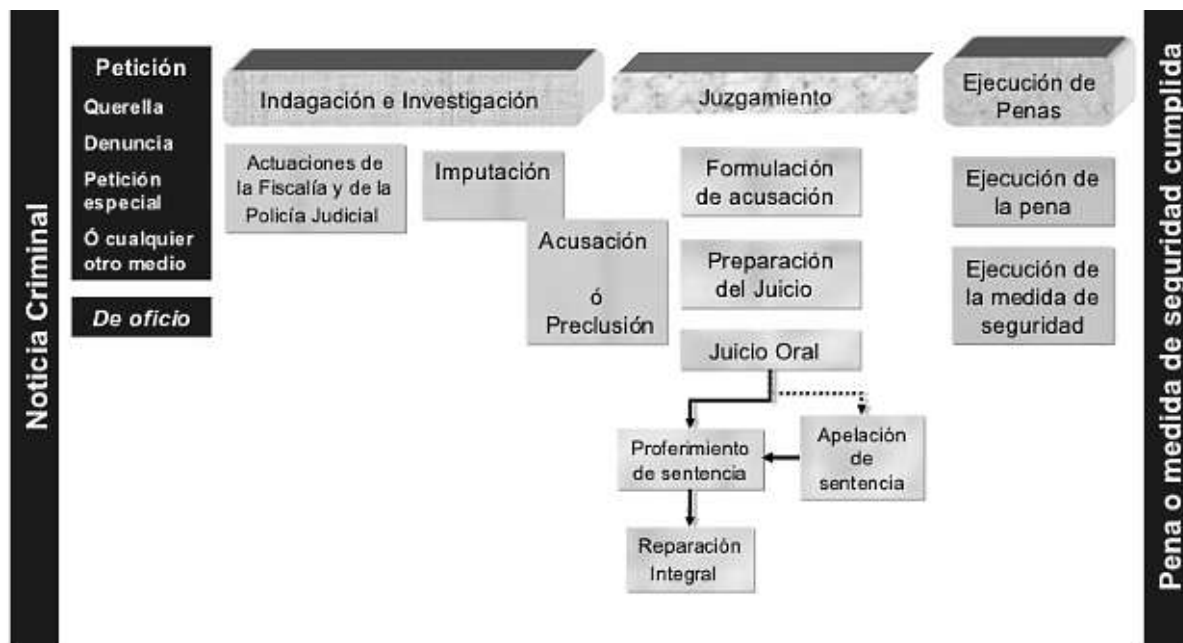 Noticia Criminal
Petición
Querella
Denuncia
Petición
especial
Ó cualquier
otro medio
De oficio
Indagación e Investigación
Actuaciones de
la Fiscalía y de la
Policía Judicial
Imputación
Acusación
ó
Preclusión
Juzgamiento
Formulación
de acusación
Preparación
del Juicio
Juicio Oral
Proferimiento
de sentencia
Apelación
de
sentencia
Reparación
Integral
Ejecución de
Penas
Ejecución de
la pena
Ejecución de
la medida de
seguridad
Pena o medida de seguridad cumplida